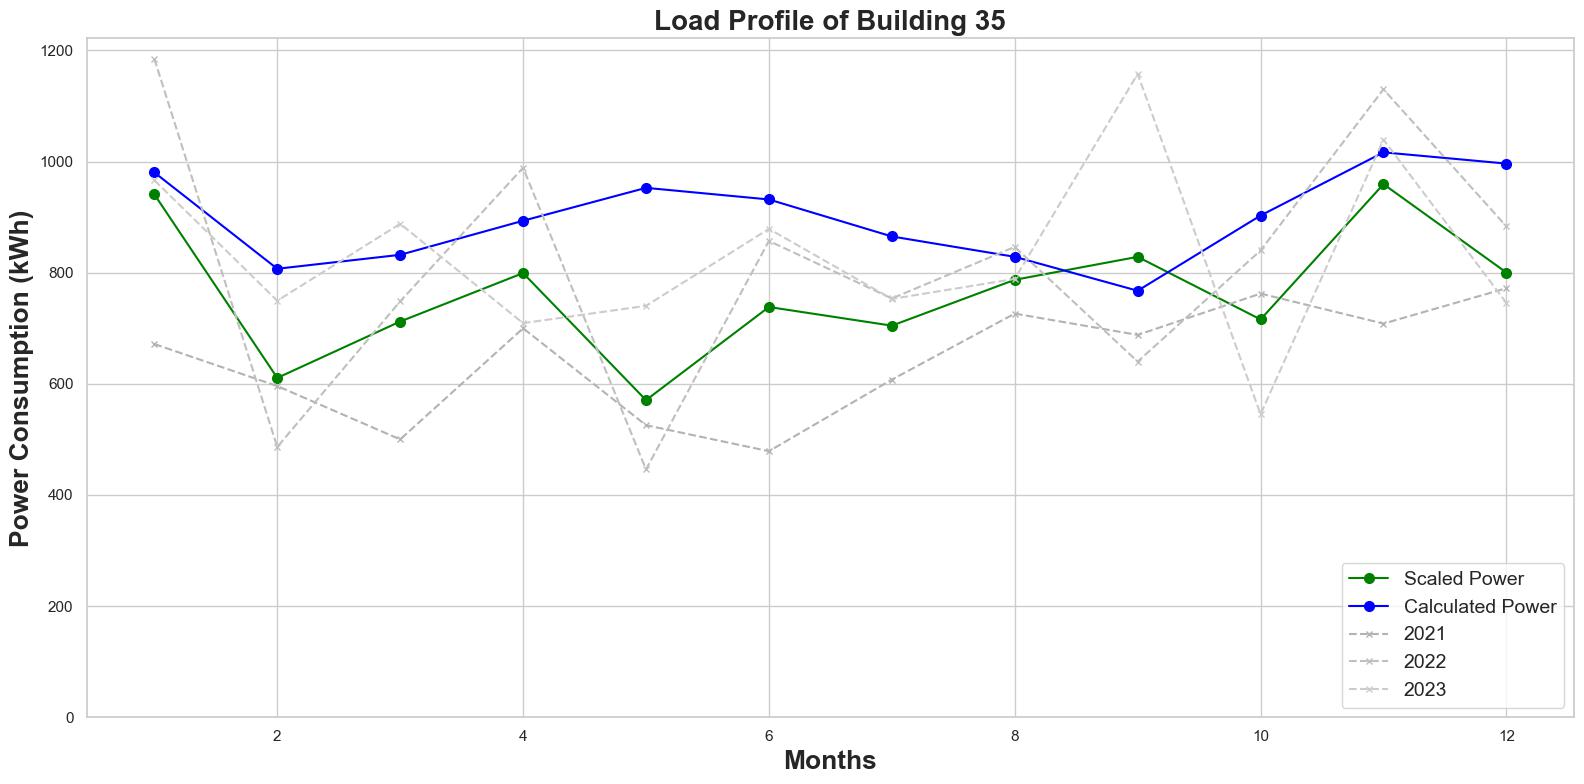 Load Profile of Building 35
Power Consumption (kWh)
1200
1000
800
600
400
200
0
2 4 6 8 10 12
Months
Scaled Power
Calculated Power
2021
2022
2023